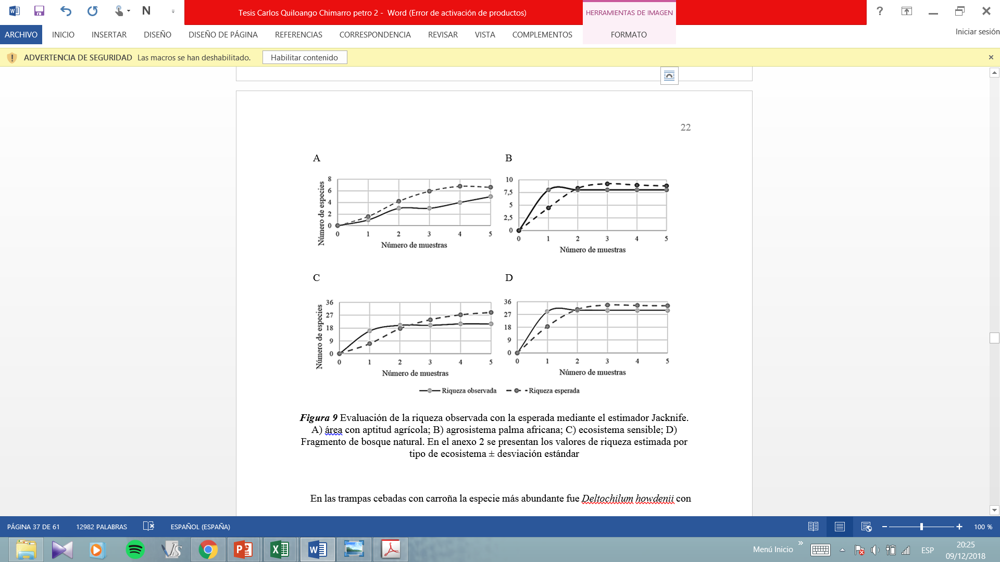 Tesis Carlos Quiloango Chimarro petro 2 - Word (Error de activación de productos)
HERRAMIENTAS DE IMAGEN
N
?
ARCHIVO INICIO INSERTAR DISEÑO DISEÑO DE PÁGINA REFERENCIAS CORRESPONDENCIA REVISAR VISTA COMPLEMENTOS FORMATO
Iniciar sesión
ADVERTENCIA DE SEGURIDAD Las macros se han deshabilitado. Habilitar contenido
22
A
8
6
4
2
0
0 1 2 3 4 5
Número de especies
Número de muestras
B
10
7,5
5
2,5
0
0 1 2 3 4 5
Número de muestras
C
36
27
18
9
0
0 1 2 3 4 5
Número de especies
Número de muestras
D
36
27
18
9
0
0 1 2 3 4 5
Número de muestras
Riqueza observada Riqueza esperada
Figura 9 Evaluación de la riqueza observada con la esperada mediante el estimador Jacknife.
A) área con aptitud agrícola; B) agrosistema palma africana; C) ecosistema sensible; D)
Fragmento de bosque natural. En el anexo 2 se presentan los valores de riqueza estimada por
tipo de ecosistema ± desviación estándar
En las trampas cebadas con carroña la especie más abundante fue Deltochilum howdenii con
PÁGINA 37 DE 61 12982 PALABRAS ESPAÑOL (ESPAÑA) 100 %
Menú Inicio
ESP
20:25
09/12/2018